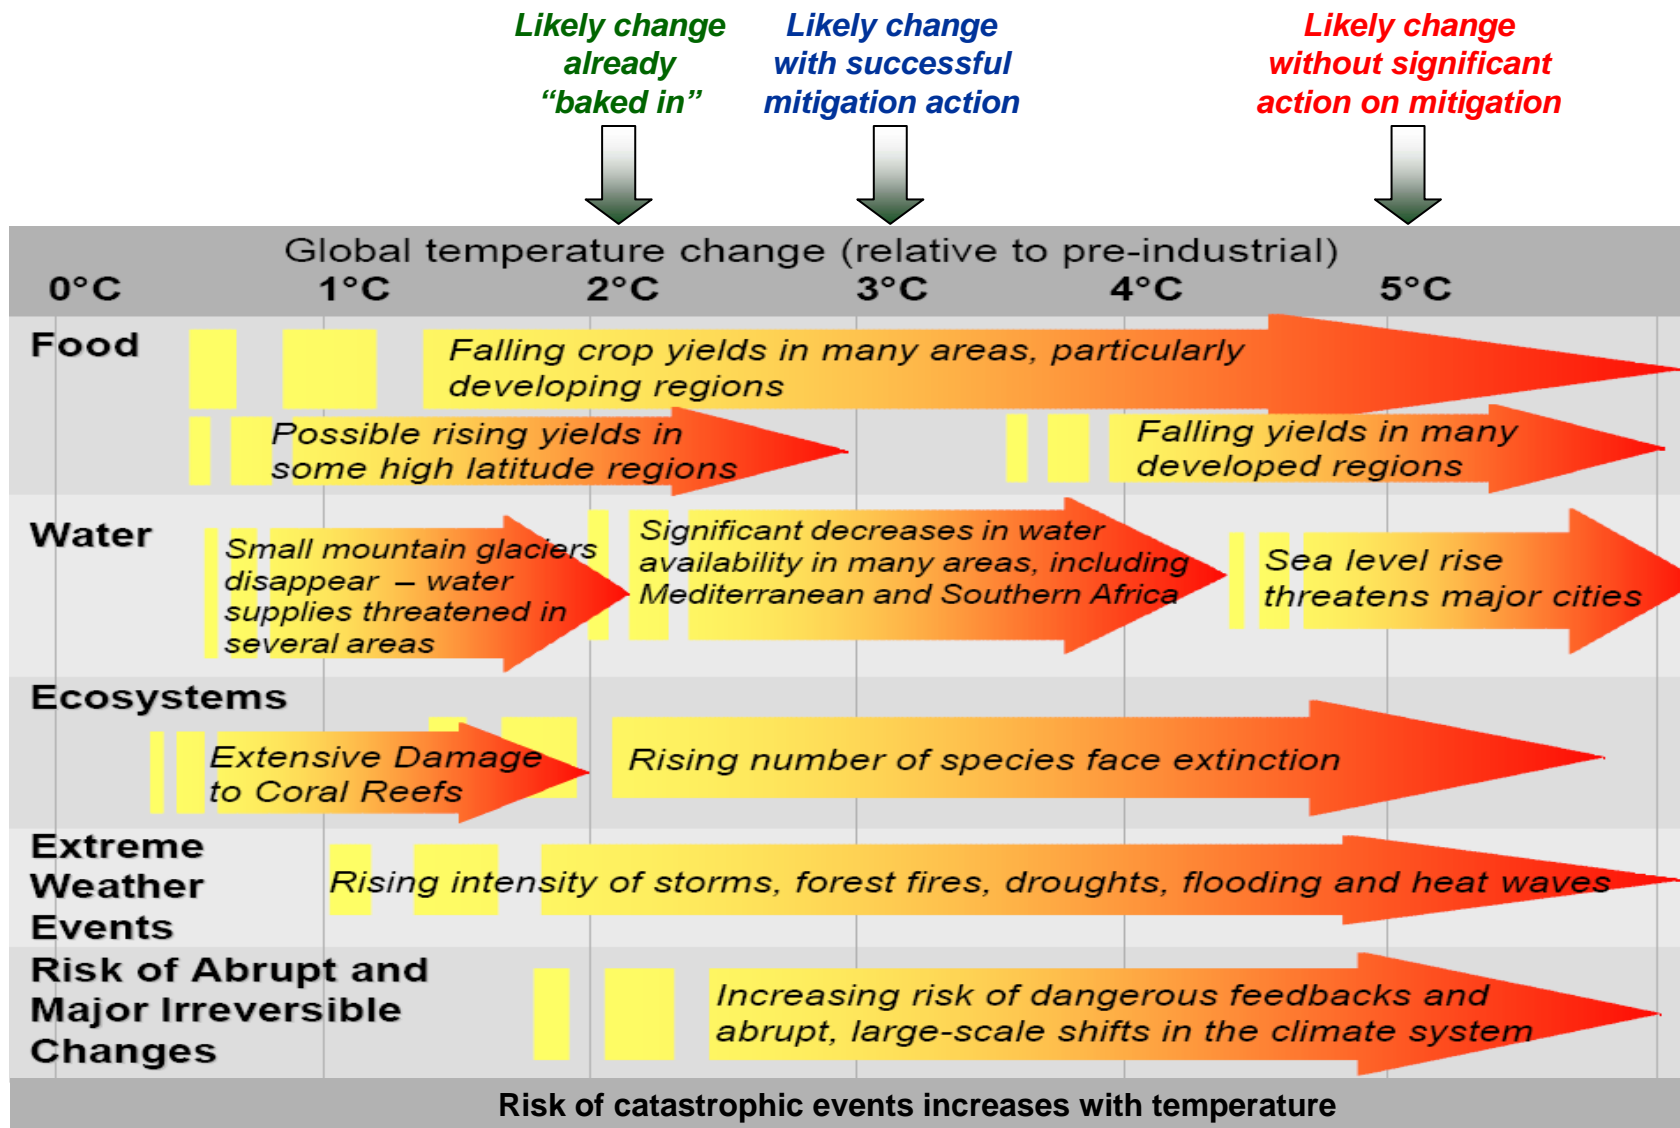 Likely change
already
“baked in”
Likely change
with successful
mitigation action
Likely change
without significant
action on mitigation
Global temperature change (relative to pre-industrial)
0°C 1°C 2°C 3°C 4°C 5°C
Food
Falling crop yields in many areas, particularly
developing regions
Possible rising yields in
some high latitude regions
Falling yields in many
developed regions
Water
Small mountain glaciers
disappear – water
supplies threatened in
several areas
Significant decreases in water
availability in many areas, including
Mediterranean and Southern Africa
Sea level rise
threatens major cities
Ecosystems
Extensive Damage
to Coral Reefs
Rising number of species face extinction
Extreme
Weather
Events
Rising intensity of storms, forest fires, droughts, flooding and heat waves
Risk of Abrupt and
Major Irreversible
Changes
Increasing risk of dangerous feedbacks and
abrupt, large-scale shifts in the climate system
Risk of catastrophic events increases with temperature